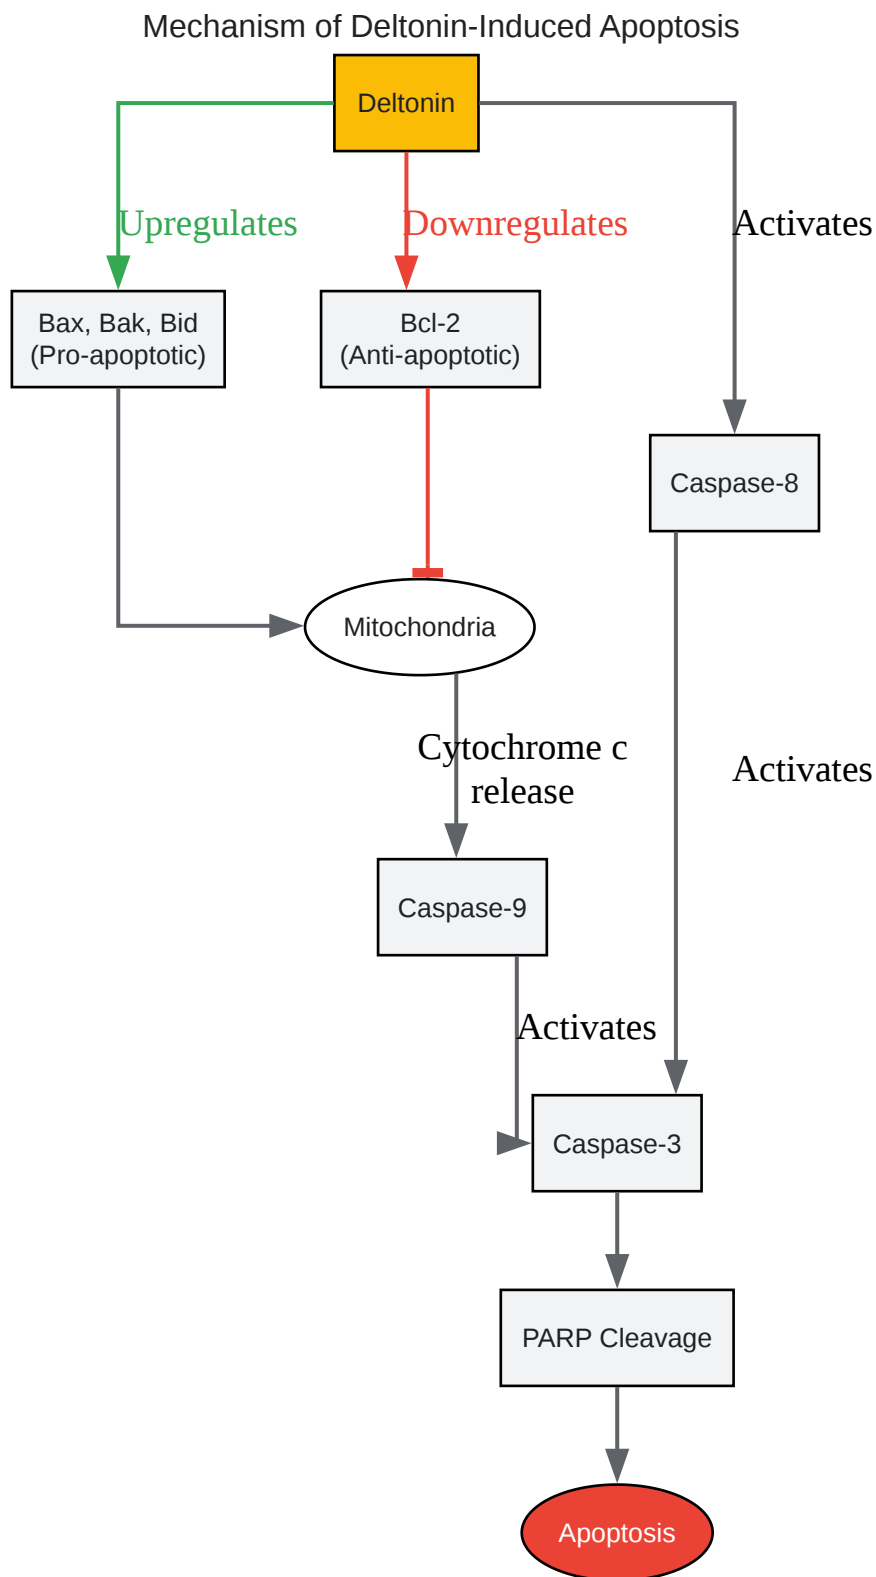 Mechanism of Deltonin-Induced Apoptosis
Deltonin
Upregulates
Downregulates
Activates
Bax, Bak, Bid
(Pro-apoptotic)
Bcl-2
(Anti-apoptotic)
Caspase-8
Mitochondria
Cytochrome c
release
Activates
Caspase-9
Activates
Caspase-3
PARP Cleavage
Apoptosis